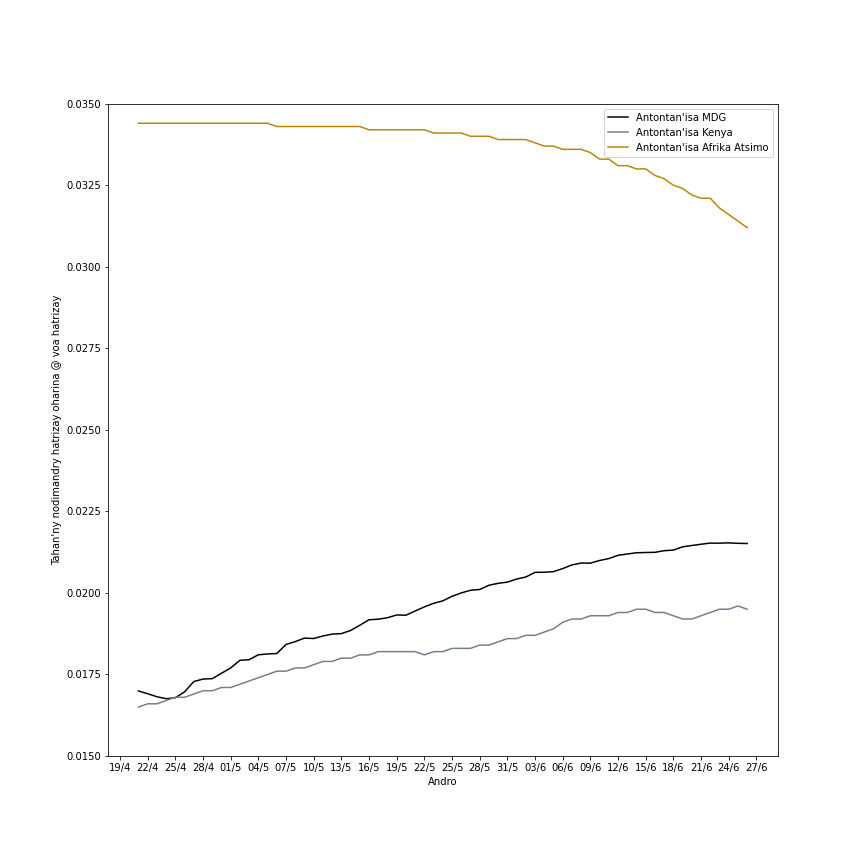 0.0350
0.0325
0.0300
0.0275
0.0250
0.0225
0.0200
0.0175
0.0150
Tahan'ny nodimandry hatrizay oharina @ voa hatrizay
Antontan'isa MDG
Antontan'isa Kenya
Antontan'isa Afrika Atsimo
19/4 22/4 25/4 28/4 01/5 04/5 07/5 10/5 13/5 16/5 19/5 22/5 25/5 28/5 31/5 03/6 06/6 09/6 12/6 15/6 18/6 21/6 24/6 27/6
Andro